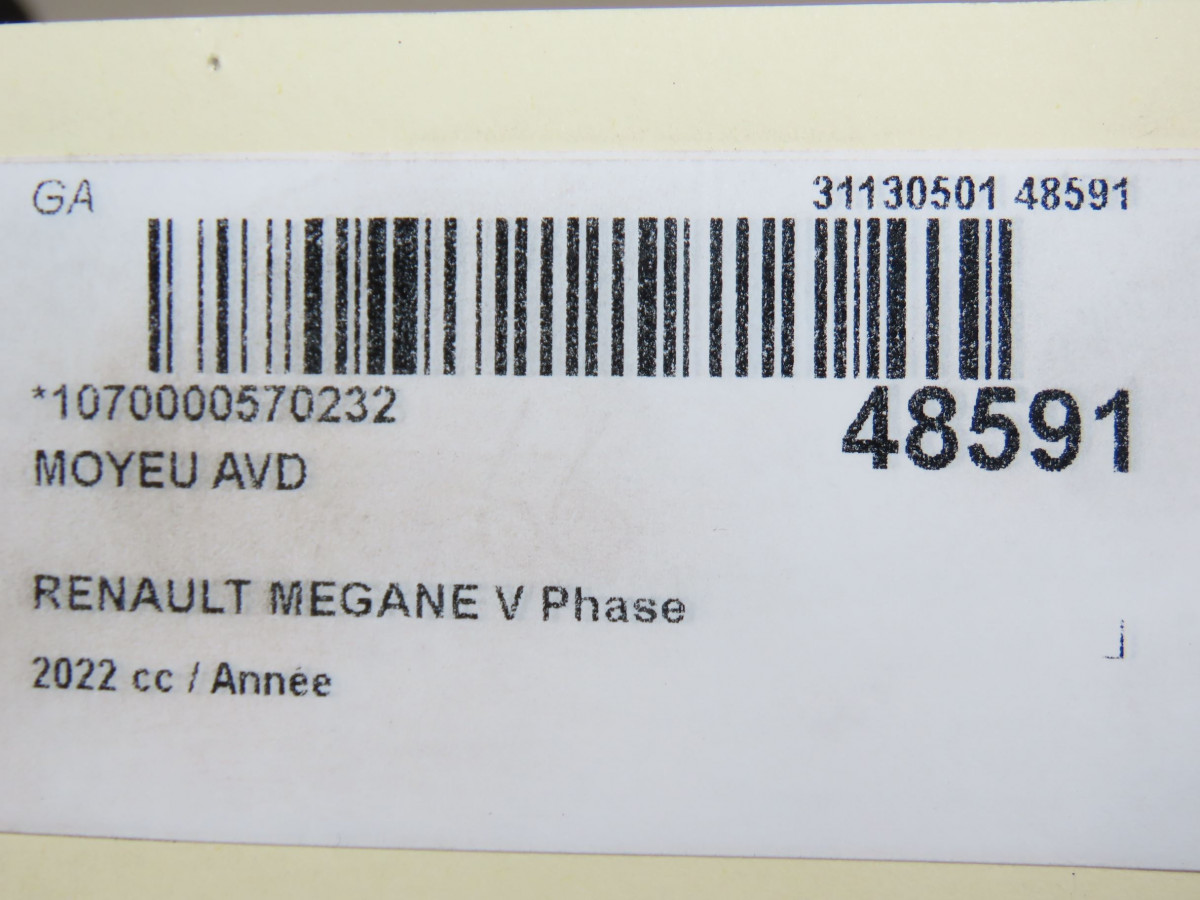 GA 31130501 48591
*1070000570232 48591
MOYEU AVD
RENAULT MEGANE V Phase
2022 cc / Année